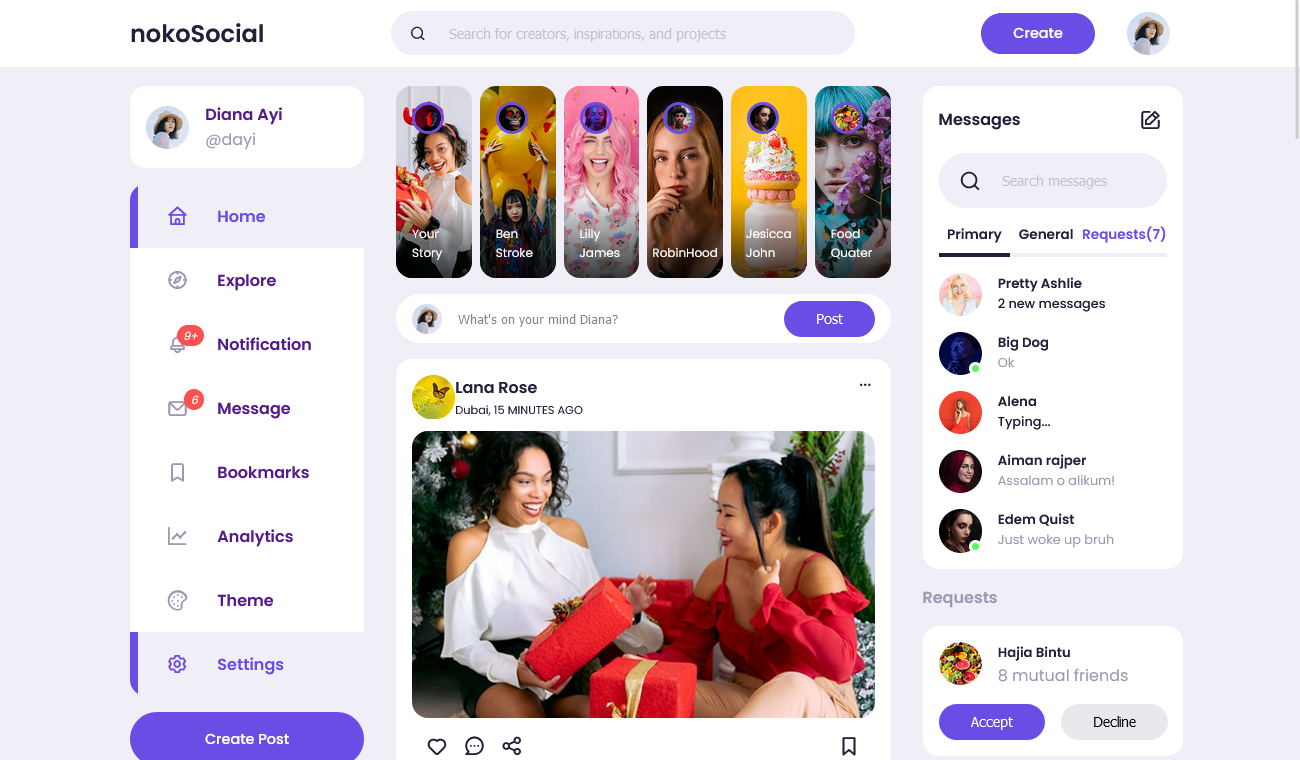 nokoSocial
Search for creators, inspirations, and projects
Create
Diana Ayi
@dayi
Home
Explore
9+
Notification
6
Message
Bookmarks
Analytics
Theme
Settings
Create Post
Your
Story
Ben
Stroke
Lilly
James
RobinHood
Jesicca
John
Food
Quater
What's on your mind Diana?
Post
Lana Rose
Dubai, 15 MINUTES AGO
Messages
Search messages
Primary General Requests(7)
Pretty Ashlie
2 new messages
Big Dog
Ok
Alena
Typing...
Aiman rajper
Assalam o alikum!
Edem Quist
Just woke up bruh
Requests
Hajia Bintu
8 mutual friends
Accept Decline